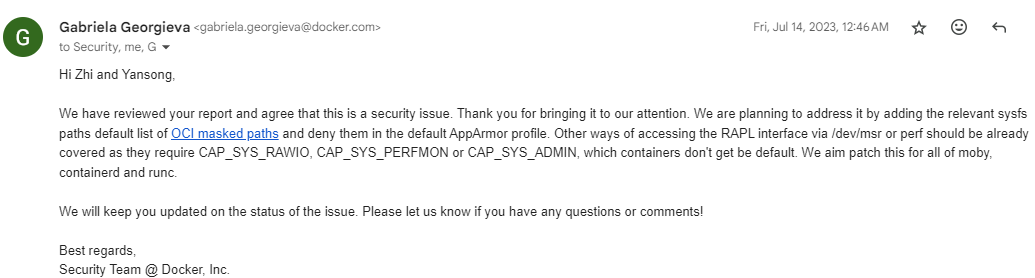 G
Gabriela Georgieva <gabriela.georgieva@docker.com>
Fri, Jul 14, 2023, 12:46 AM
to Security, me, G
Hi Zhi and Yansong,
We have reviewed your report and agree that this is a security issue. Thank you for bringing it to our attention. We are planning to address it by adding the relevant sysfs
paths default list of OCI masked paths and deny them in the default AppArmor profile. Other ways of accessing the RAPL interface via /dev/msr or perf should be already
covered as they require CAP_SYS_RAWIO, CAP_SYS_PERFMON or CAP_SYS_ADMIN, which containers don't get be default. We aim patch this for all of moby,
containerd and runc.
We will keep you updated on the status of the issue. Please let us know if you have any questions or comments!
Best regards,
Security Team @ Docker, Inc.